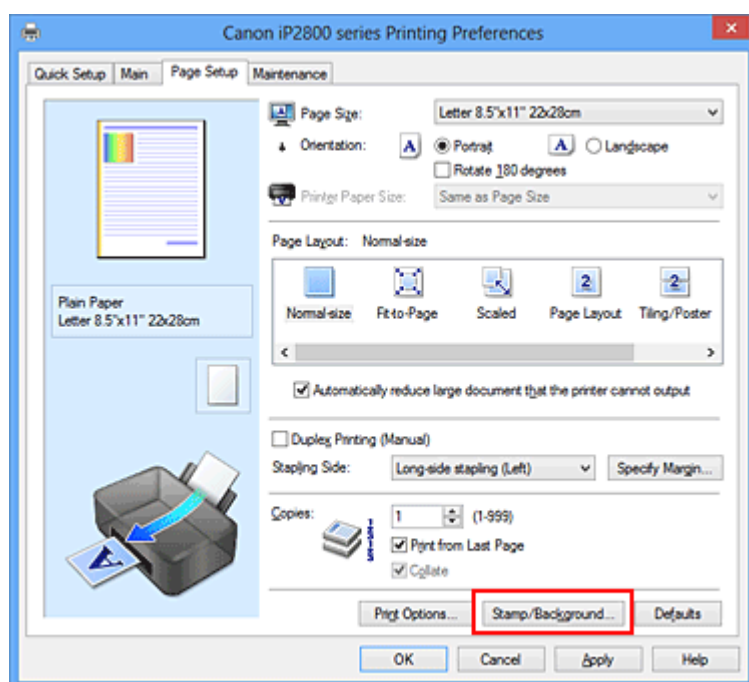 Canon iP2800 series Printing Preferences
Quick Setup Main Page Setup Maintenance
Page Size: Letter 8.5"x11" 22x28cm
Orientation: A Portrait A Landscape
Rotate 180 degrees
Printer Paper Size: Same as Page Size
Page Layout: Normal-size
2 2
Normal-size Fit-to-Page Scaled Page Layout Tiling/Poster
Plain Paper
Letter 8.5"x11" 22x28cm
Automatically reduce large document that the printer cannot output
Duplex Printing (Manual)
Stapling Side: Long-side stapling (Left) Specify Margin...
Copies: 1 (1-999)
Print from Last Page
Collate
A
Print Options... Stamp/Background... Defaults
OK Cancel Apply Help